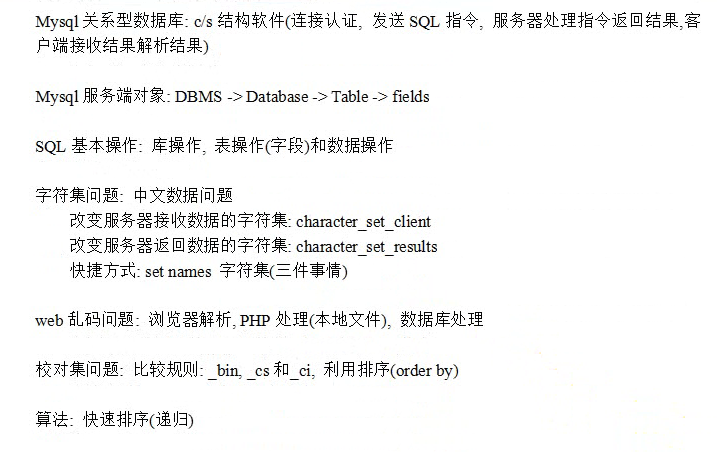 Mysql 关系型数据库: c/s 结构软件(连接认证, 发送 SQL 指令, 服务器处理指令返回结果,客
户端接收结果解析结果)
Mysql 服务端对象: DBMS -> Database -> Table -> fields
SQL 基本操作: 库操作, 表操作(字段)和数据操作
字符集问题: 中文数据问题
改变服务器接收数据的字符集: character_set_client
改变服务器返回数据的字符集: character_set_results
快捷方式: set names 字符集(三件事情)
web 乱码问题: 浏览器解析, PHP 处理(本地文件), 数据库处理
校对集问题: 比较规则: _bin, _cs 和_ci, 利用排序(order by)
算法: 快速排序(递归)